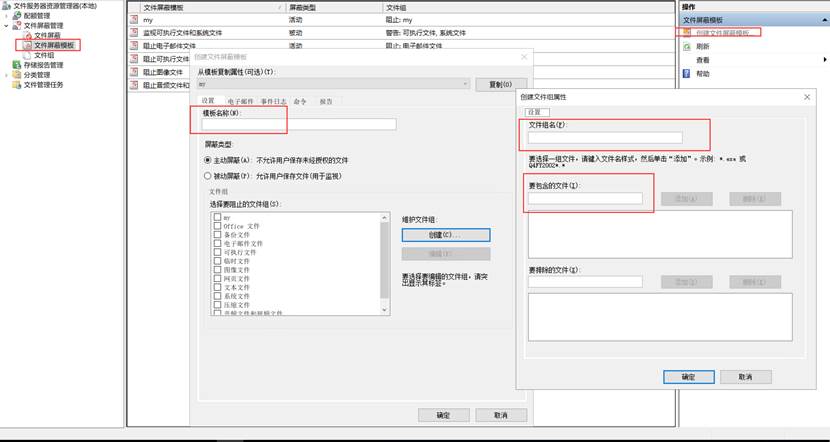 文件服务器资源管理器(本地)
配额管理
文件屏蔽管理
文件屏蔽
文件屏蔽模板
文件组
存储报告管理
分类管理
文件管理任务
文件屏蔽模板 屏蔽类型 文件组
my 活动 阻止: my
监视可执行文件和系统文件 被动 警告: 可执行文件, 系统文件
阻止电子邮件文件 活动 阻止: 电子邮件文件
阻止可执行文件
阻止图像文件
阻止音频文件和
操作
文件屏蔽模板
创建文件屏蔽模板...
刷新
查看
帮助
创建文件屏蔽模板
从模板复制属性(可选)(T):
my
复制(O)
设置 电子邮件 事件日志 命令 报告
模板名称(N):
屏蔽类型:
主动屏蔽(A): 不允许用户保存未经授权的文件
被动屏蔽(P): 允许用户保存文件(用于监视)
文件组
选择要阻止的文件组(S):
my
Office 文件
备份文件
电子邮件文件
可执行文件
临时文件
图像文件
网页文件
文本文件
系统文件
压缩文件
音频文件和视频文件
维护文件组:
创建(C)...
编辑(E)...
要选择要编辑的文件组，请突
出显示其标签。
确定 取消
创建文件组属性
设置
文件组名(F):
要选择一组文件，请键入文件名样式，然后单击“添加”。示例: *.exe 或
Q4FY2002*.*
要包含的文件(I):
添加(A) 删除(R)
要排除的文件(X):
确定 取消